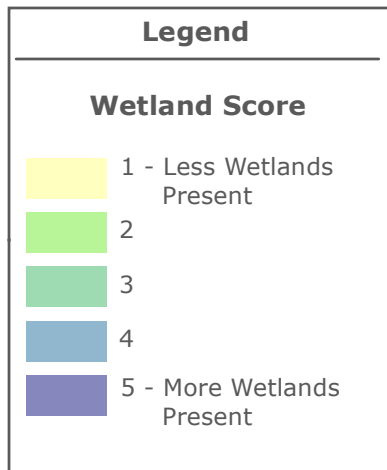 Legend
Wetland Score
1 - Less Wetlands
Present
2
3
4
5 - More Wetlands
Present